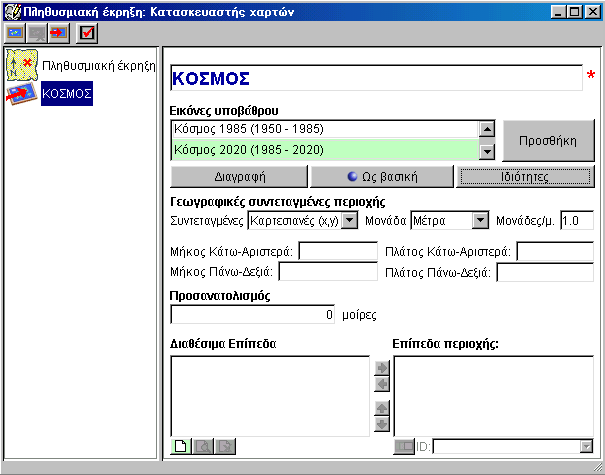 Πληθυσμιακή έκρηξη: Κατασκευαστής χαρτών
Πληθυσμιακή έκρηξη
ΚΟΣΜΟΣ
ΚΟΣΜΟΣ *
Εικόνες υποβάθρου
Κόσμος 1985 (1950 - 1985)
Κόσμος 2020 (1985 - 2020)
Προσθήκη
Διαγραφή Ως βασική Ιδιότητες
Γεωγραφικές συντεταγμένες περιοχής
Συντεταγμένες Καρτεσιανές (x,y) Μονάδα Μέτρα Μονάδες/μ. 1.0
Μήκος Κάτω-Αριστερά: Πλάτος Κάτω-Αριστερά:
Μήκος Πάνω-Δεξιά: Πλάτος Πάνω-Δεξιά:
Προσανατολισμός
0 μοίρες
Διαθέσιμα Επίπεδα Επίπεδα περιοχής:
ID: